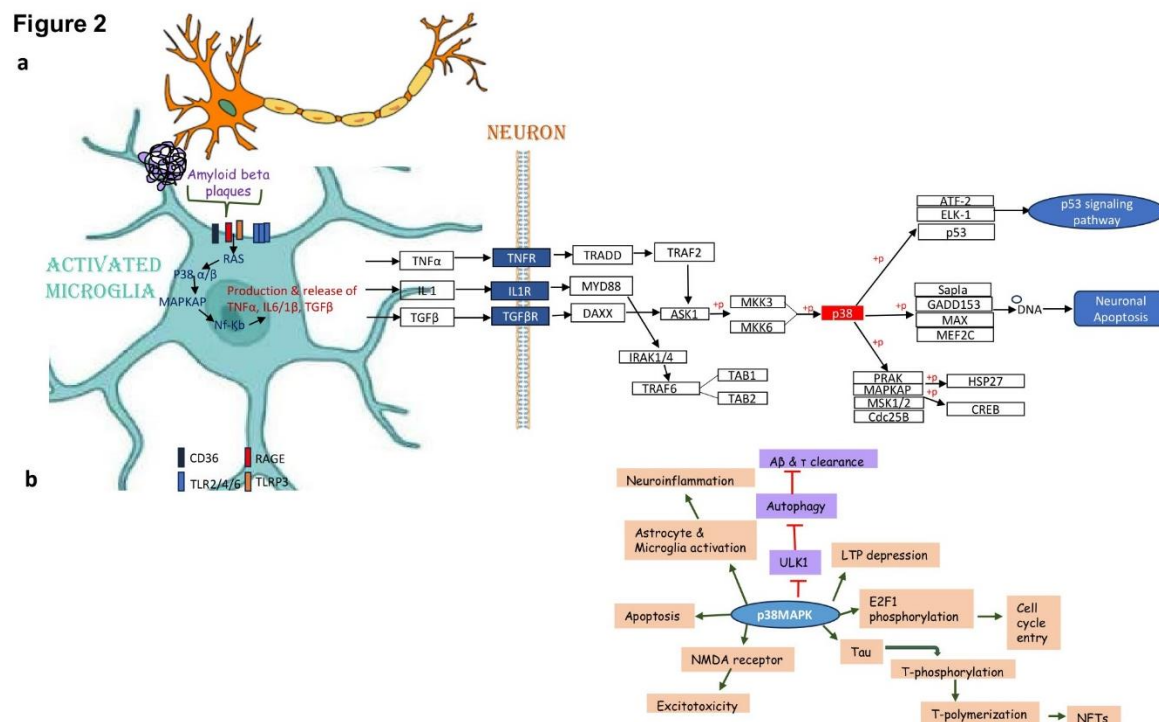 Figure 2
a
NEURON
Amyloid beta
plaques
ACTIVATED
MICROGLIA
RAS
P38 α/β
MAPKAP
Nf-Kb
Production & release of
TNFα, IL6/1β, TGFβ
CD36
RAGE
TLR2/4/6
TLRP3
TNFα
TNFR
TRADD
TRAF2
IL1
IL1R
MYD88
TGFβ
TGFβR
DAXX
ASK1
+p
MKK3
MKK6
+p
p38
IRAK1/4
TRAF6
TAB1
TAB2
+p
ATF-2
ELK-1
p53
p53 signaling
pathway
+p
Sapla
GADD153
MAX
MEF2C
DNA
Neuronal
Apoptosis
+p
PRAK
MAPKAP
MSK1/2
Cdc25B
+p
+p
HSP27
CREB
b
Aβ & τ clearance
Neuroinflammation
Autophagy
Astrocyte &
Microglia activation
ULK1
LTP depression
Apoptosis
p38MAPK
E2F1
phosphorylation
Cell
cycle
entry
NMDA receptor
Tau
T-phosphorylation
Excitotoxicity
T-polymerization
NFTs